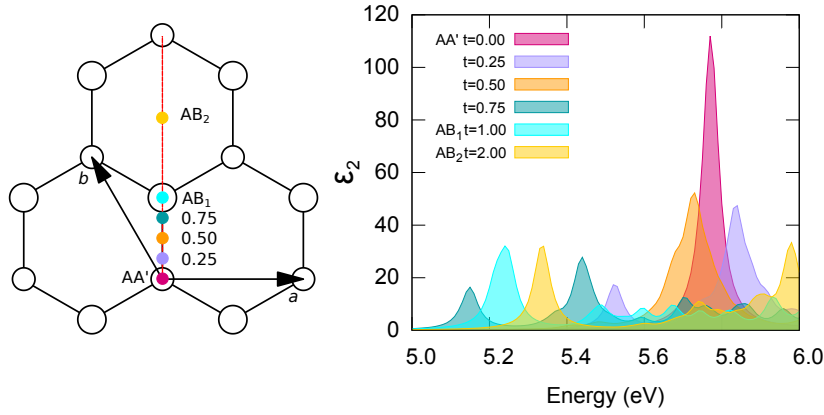 AB2
b
AB1
0.75
0.50
0.25
AA'
a
ε2
120
100
80
60
40
20
0
AA' t=0.00
t=0.25
t=0.50
t=0.75
AB1 t=1.00
AB2 t=2.00
5.0 5.2 5.4 5.6 5.8 6.0
Energy (eV)